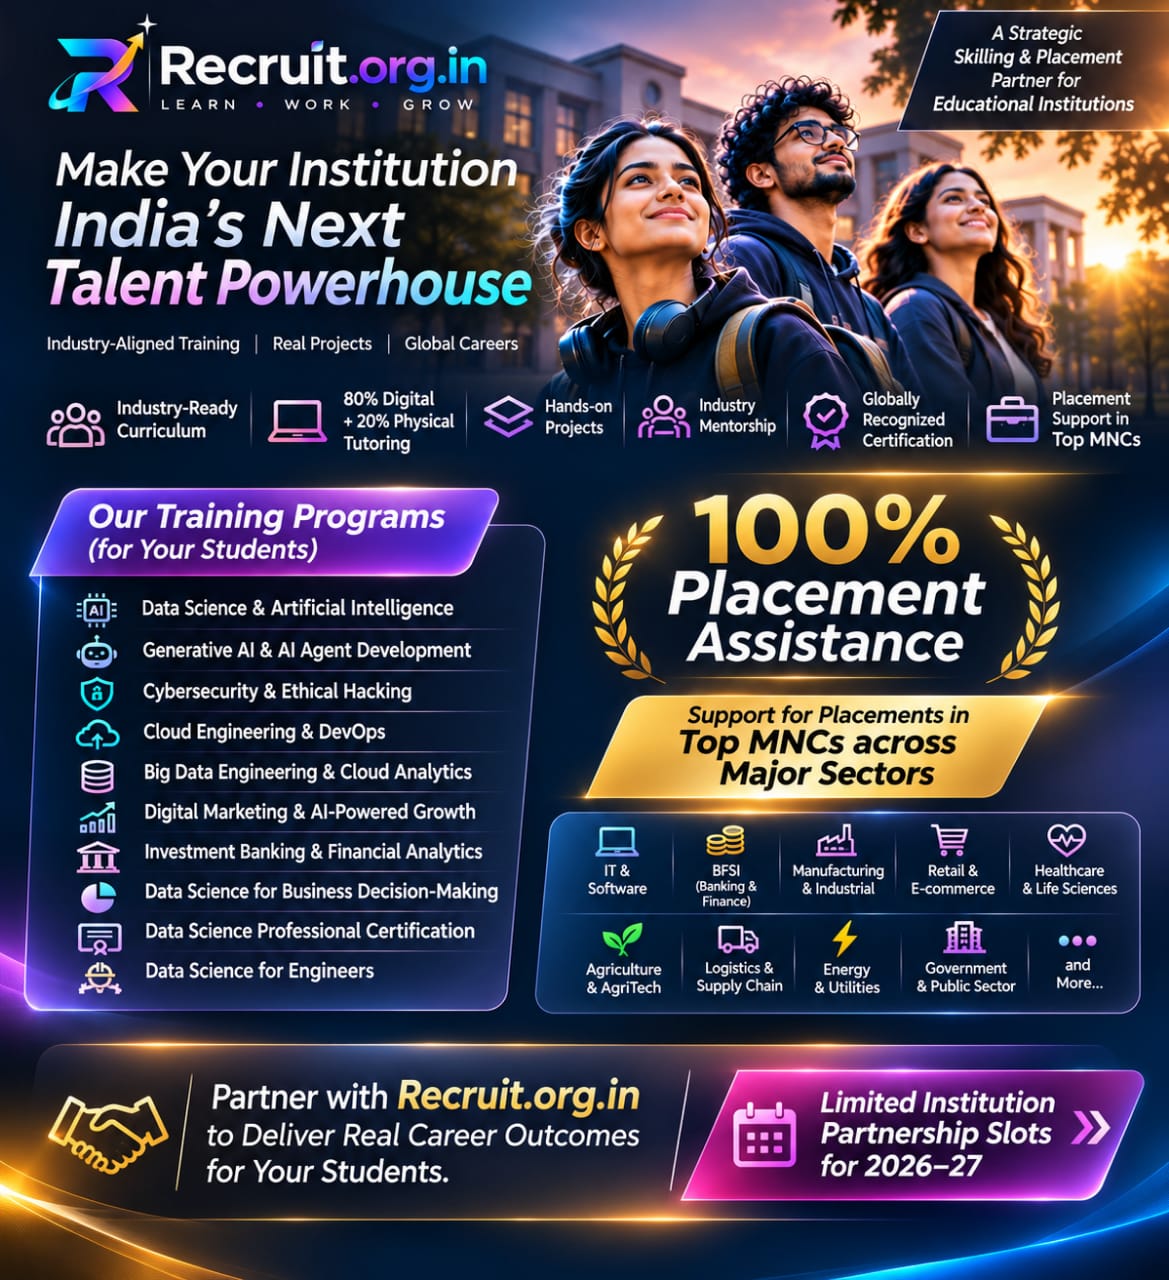 Recruit.org.in
LEARN • WORK • GROW
A Strategic
Skilling & Placement
Partner for
Educational Institutions
Make Your Institution
India's Next
Talent Powerhouse
Industry-Aligned Training | Real Projects | Global Careers
Industry-Ready
Curriculum
80% Digital
+ 20% Physical
Tutoring
Hands-on
Projects
Industry
Mentorship
Globally
Recognized
Certification
Placement
Support in
Top MNCs
Our Training Programs
(for Your Students)
AI
Data Science & Artificial Intelligence
Generative AI & AI Agent Development
Cybersecurity & Ethical Hacking
Cloud Engineering & DevOps
Big Data Engineering & Cloud Analytics
Digital Marketing & AI-Powered Growth
Investment Banking & Financial Analytics
Data Science for Business Decision-Making
Data Science Professional Certification
Data Science for Engineers
100%
Placement
Assistance
Support for Placements in
Top MNCs across
Major Sectors
IT &
Software
BFSI
(Banking &
Finance)
Manufacturing
& Industrial
Retail &
E-commerce
Healthcare
& Life Sciences
Agriculture
& AgriTech
Logistics &
Supply Chain
Energy
& Utilities
Government
& Public Sector
and
More...
Partner with Recruit.org.in
to Deliver Real Career Outcomes
for Your Students.
Limited Institution
Partnership Slots
for 2026–27